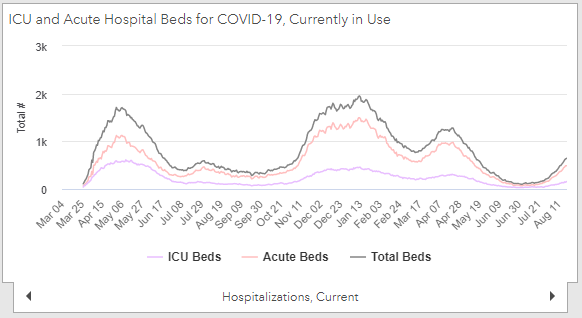 ICU and Acute Hospital Beds for COVID-19, Currently in Use
3k
2k
1k
0
Total #
Mar 04
Mar 25
Apr 15
May 06
May 27
Jun 17
Jul 08
Jul 29
Aug 19
Sep 09
Sep 30
Oct 21
Nov 11
Dec 02
Dec 23
Jan 13
Feb 03
Feb 24
Mar 17
Apr 07
Apr 28
May 19
Jun 09
Jun 30
Jul 21
Aug 11
ICU Beds Acute Beds Total Beds
Hospitalizations, Current